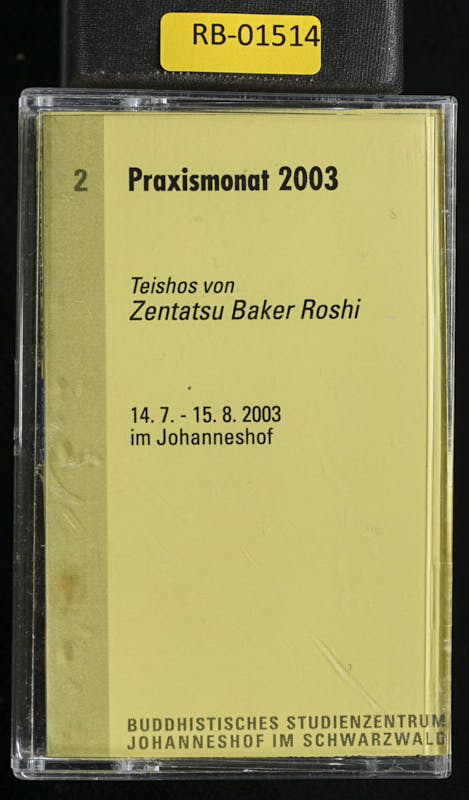 RB-01514
2 Praxismonat 2003
Teishos von
Zentatsu Baker Roshi
14. 7. - 15. 8. 2003
im Johanneshof
BUDDHISTISCHES STUDIENZENTRUM
JOHANNESHOF IM SCHWARZWALD